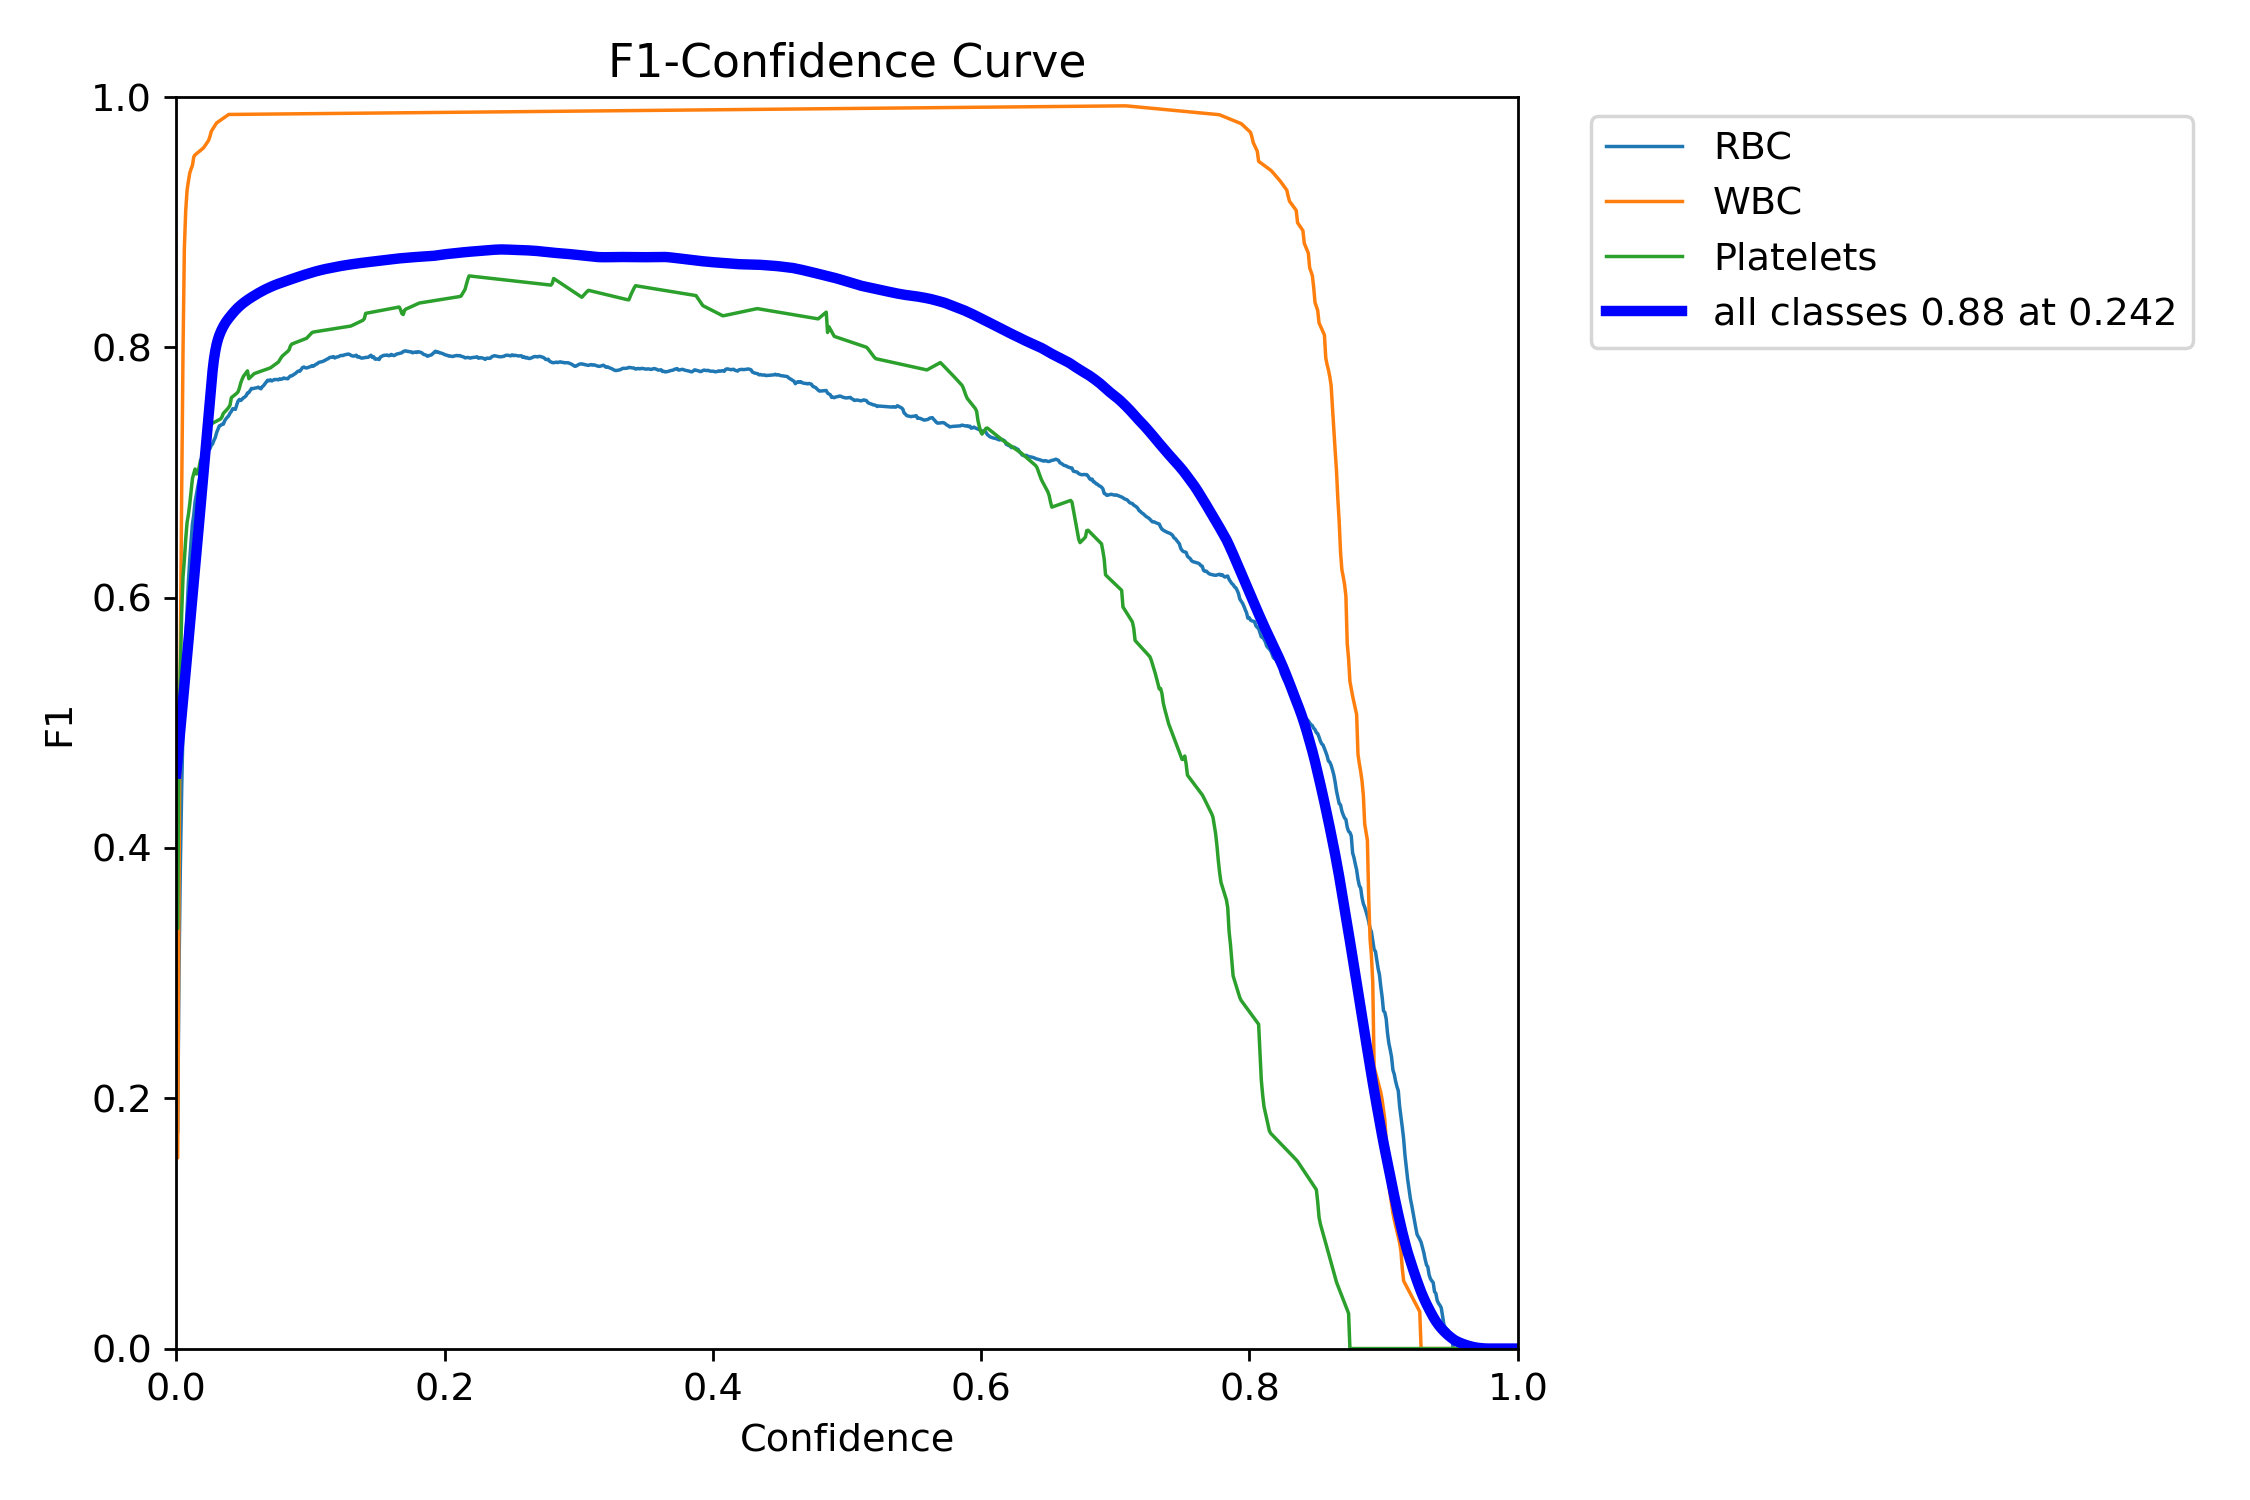 F1-Confidence Curve
1.0
0.8
0.6
0.4
0.2
0.0
F1
0.0 0.2 0.4 0.6 0.8 1.0
Confidence
RBC
WBC
Platelets
all classes 0.88 at 0.242